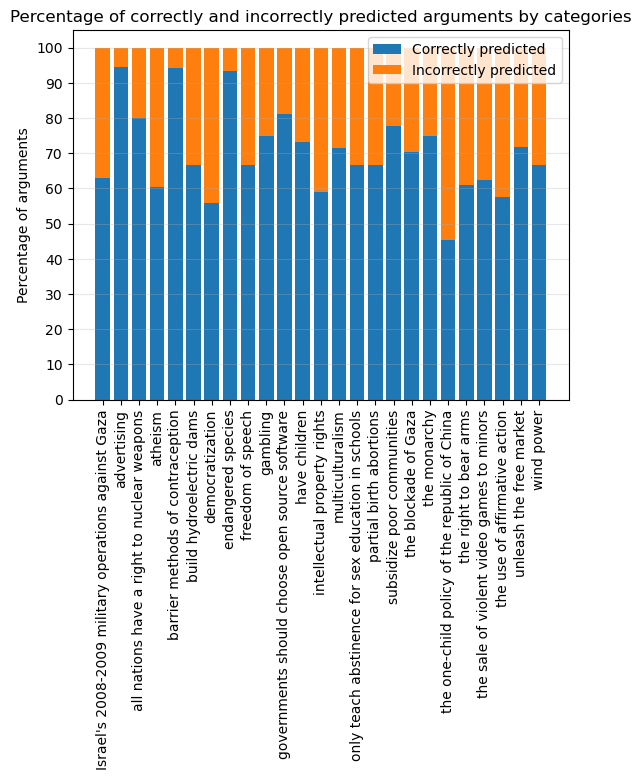 Percentage of correctly and incorrectly predicted arguments by categories
Correctly predicted
Incorrectly predicted
Percentage of arguments
100
90
80
70
60
50
40
30
20
10
0
Israel's 2008-2009 military operations against Gaza
advertising
all nations have a right to nuclear weapons
atheism
barrier methods of contraception
build hydroelectric dams
democratization
endangered species
freedom of speech
gambling
governments should choose open source software
have children
intellectual property rights
multiculturalism
only teach abstinence for sex education in schools
partial birth abortions
subsidize poor communities
the blockade of Gaza
the monarchy
the one-child policy of the republic of China
the right to bear arms
the sale of violent video games to minors
the use of affirmative action
unleash the free market
wind power